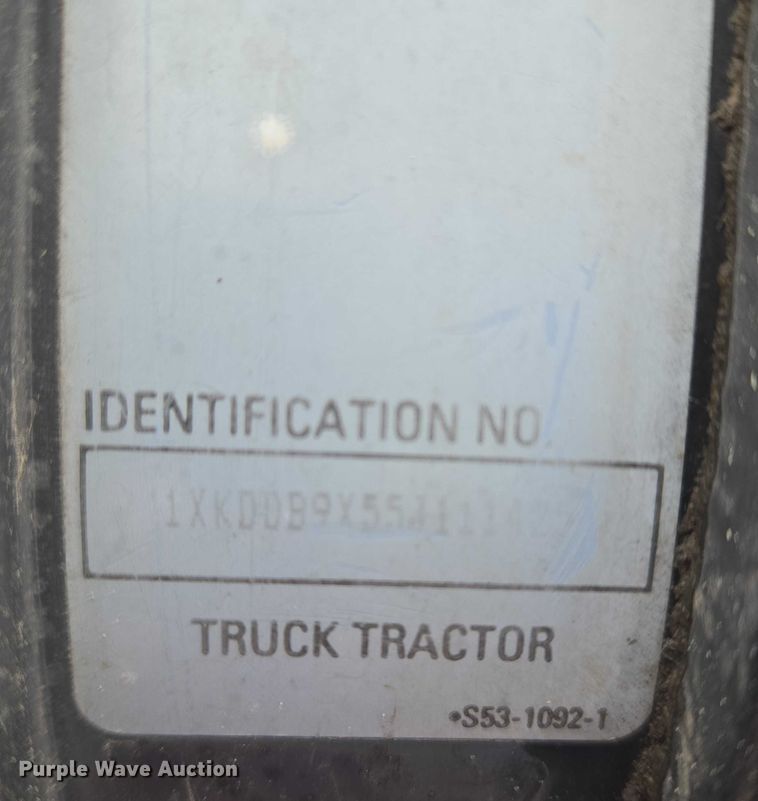 IDENTIFICATION NO.
TRUCK TRACTOR
•S53-1092-1
Purple Wave Auction